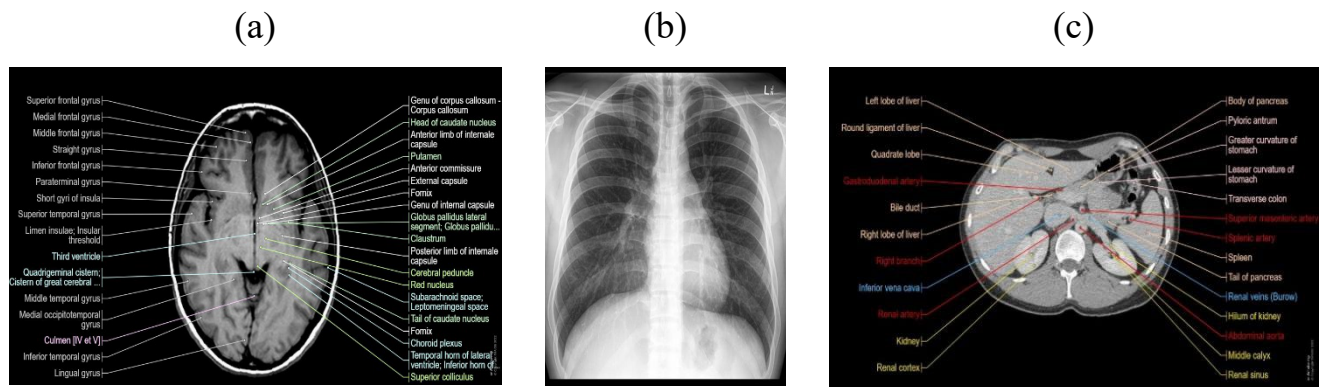 (a)
(b)
(c)
Superior frontal gyrus
Medial frontal gyrus
Middle frontal gyrus
Straight gyrus
Inferior frontal gyrus
Paraterminal gyrus
Short gyri of insula
Superior temporal gyrus
Limen insulae; Insular
threshold
Third ventricle
Quadrigeminal cistern;
Cistern of great cerebral ...
Middle temporal gyrus
Medial occipitotemporal
gyrus
Culmen [IV et V]
Inferior temporal gyrus
Lingual gyrus
Genu of corpus callosum -
Corpus callosum
Head of caudate nucleus
Anterior limb of internale
capsule
Putamen
Anterior commissure
External capsule
Fornix
Genu of internal capsule
Globus pallidus lateral
segment; Globus pallidu...
Claustrum
Posterior limb of internale
capsule
Cerebral peduncle
Red nucleus
Subarachnoid space;
Leptomeningeal space
Tail of caudate nucleus
Fornix
Choroid plexus
Temporal horn of lateral
ventricle; Inferior horn o...
Superior colliculus
L
Left lobe of liver
Round ligament of liver
Quadrate lobe
Gastroduodenal artery
Bile duct
Right lobe of liver
Right branch
Inferior vena cava
Renal artery
Kidney
Renal cortex
Body of pancreas
Pyloric antrum
Greater curvature of
stomach
Lesser curvature of
stomach
Transverse colon
Superior mesenteric artery
Splenic artery
Spleen
Tail of pancreas
Renal veins (Burow)
Hilum of kidney
Abdominal aorta
Middle calyx
Renal sinus